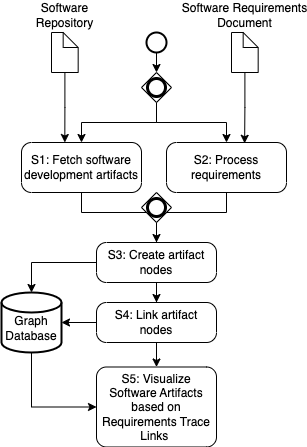 Software
Repository
Software Requirements
Document
S1: Fetch software
development artifacts
S2: Process
requirements
S3: Create artifact
nodes
S4: Link artifact
nodes
Graph
Database
S5: Visualize
Software Artifacts
based on
Requirements Trace
Links